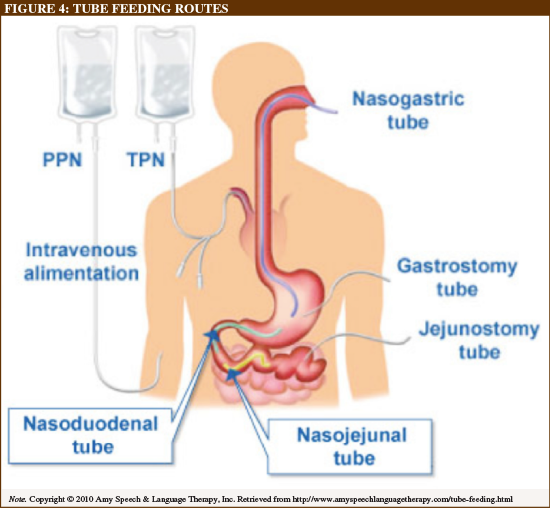 FIGURE 4: TUBE FEEDING ROUTES
Nasogastric
tube
PPN
TPN
Intravenous
alimentation
Gastrostomy
tube
Jejunostomy
tube
Nasoduodenal
tube
Nasojejunal
tube
Note. Copyright © 2010 Amy Speech & Language Therapy, Inc. Retrieved from http://www.amyspeechlanguagetherapy.com/tube-feeding.html